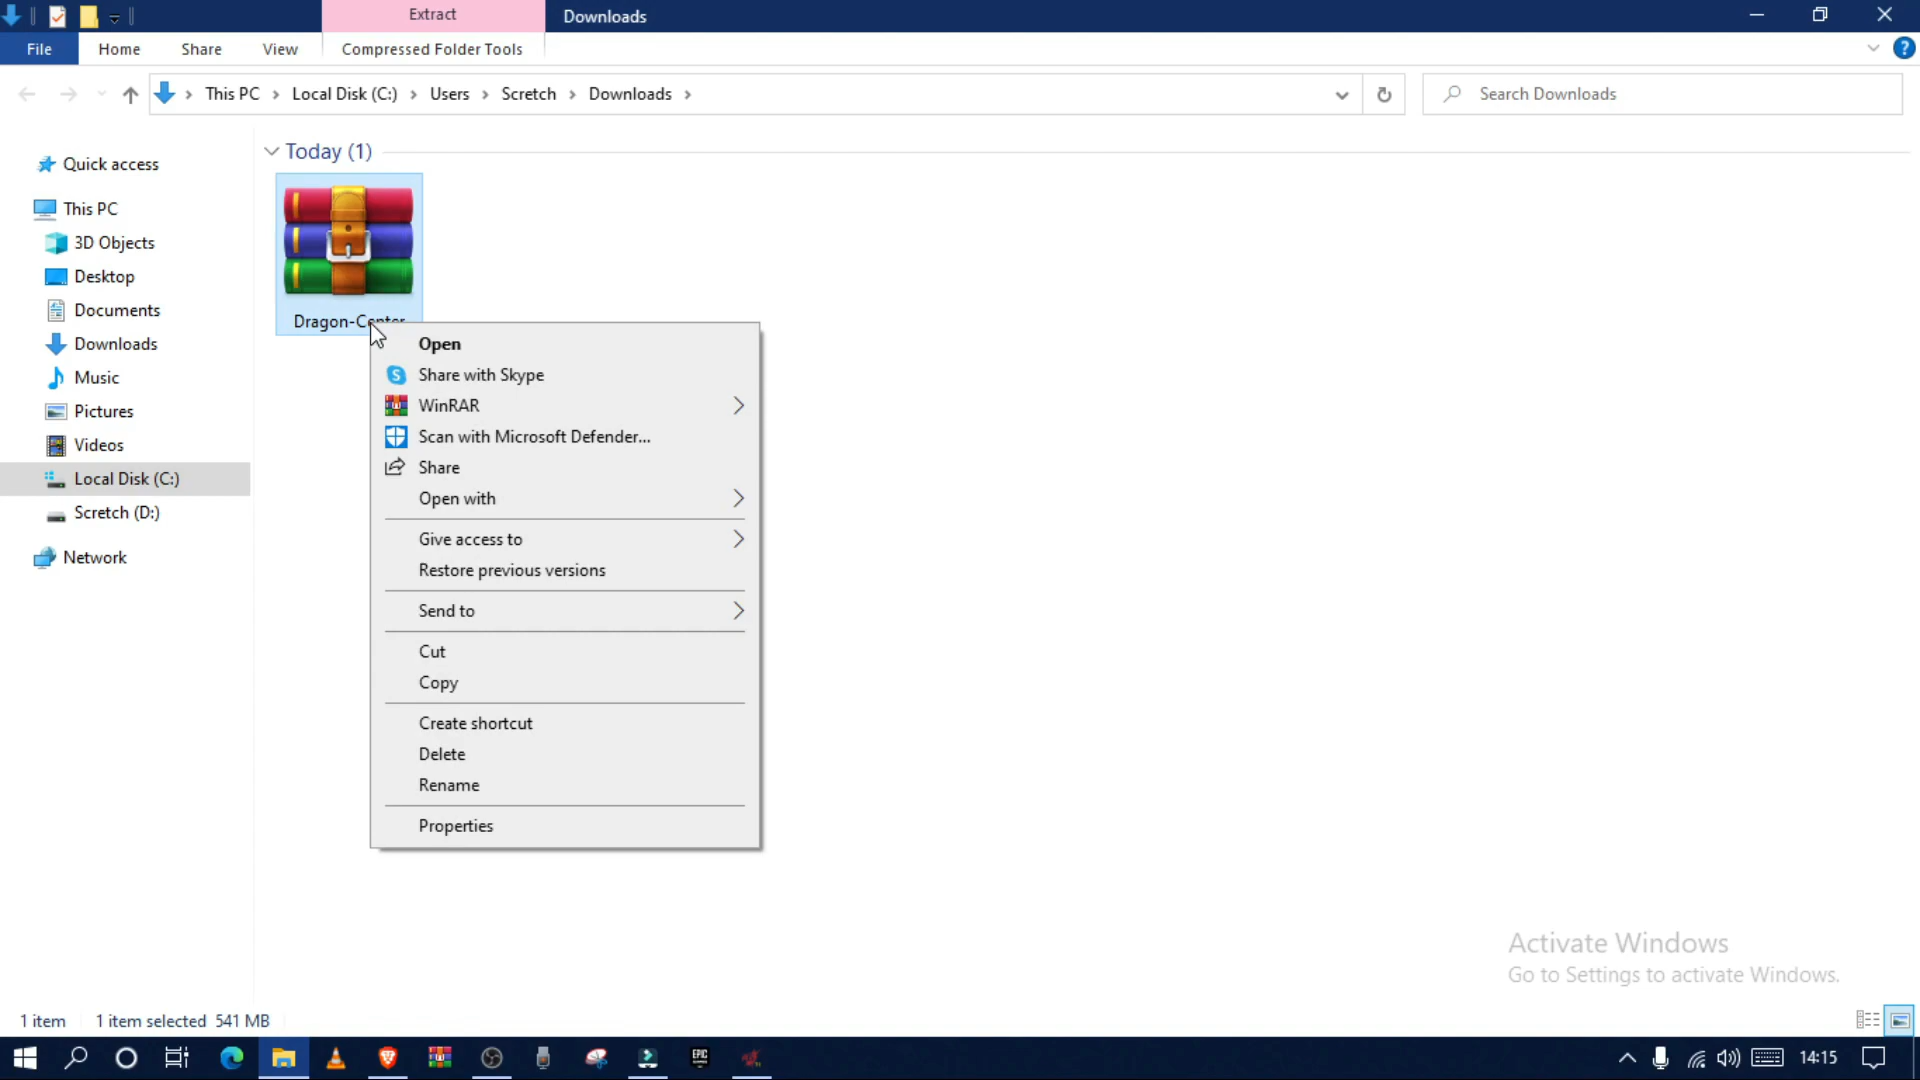 Extract
Downloads
File
Home
Share
View
Compressed Folder Tools
This PC
Local Disk (C:)
Users
Scretch
Downloads
Search Downloads
Quick access
This PC
3D Objects
Desktop
Documents
Downloads
Music
Pictures
Videos
Local Disk (C:)
Scretch (D:)
Network
Today (1)
Dragon-Center
Open
Share with Skype
WinRAR
Scan with Microsoft Defender...
Share
Open with
Give access to
Restore previous versions
Send to
Cut
Copy
Create shortcut
Delete
Rename
Properties
Activate Windows
Go to Settings to activate Windows.
1 item
1 item selected 541 MB
EPIC
14:15